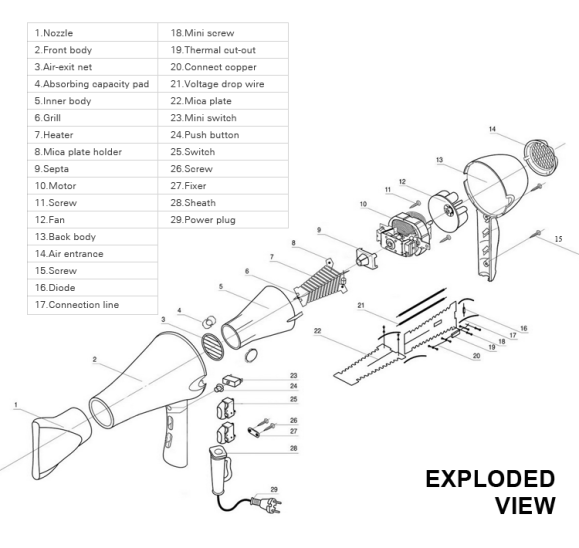 1.Nozzle 18.Mini screw
2.Front body 19.Thermal cut-out
3.Air-exit net 20.Connect copper
4.Absorbing capacity pad 21.Voltage drop wire
5.Inner body 22.Mica plate
6.Grill 23.Mini switch
7.Heater 24.Push button
8.Mica plate holder 25.Switch
9.Septa 26.Screw
10.Motor 27.Fixer
11.Screw 28.Sheath
12.Fan 29.Power plug
13.Back body
14.Air entrance
15.Screw
16.Diode
17.Connection line
14
13
12
11
10
9
8
7
6
5
4
3
2
1
15
21
22
16
17
18
19
20
23
24
25
26
27
28
29
EXPLODED
VIEW